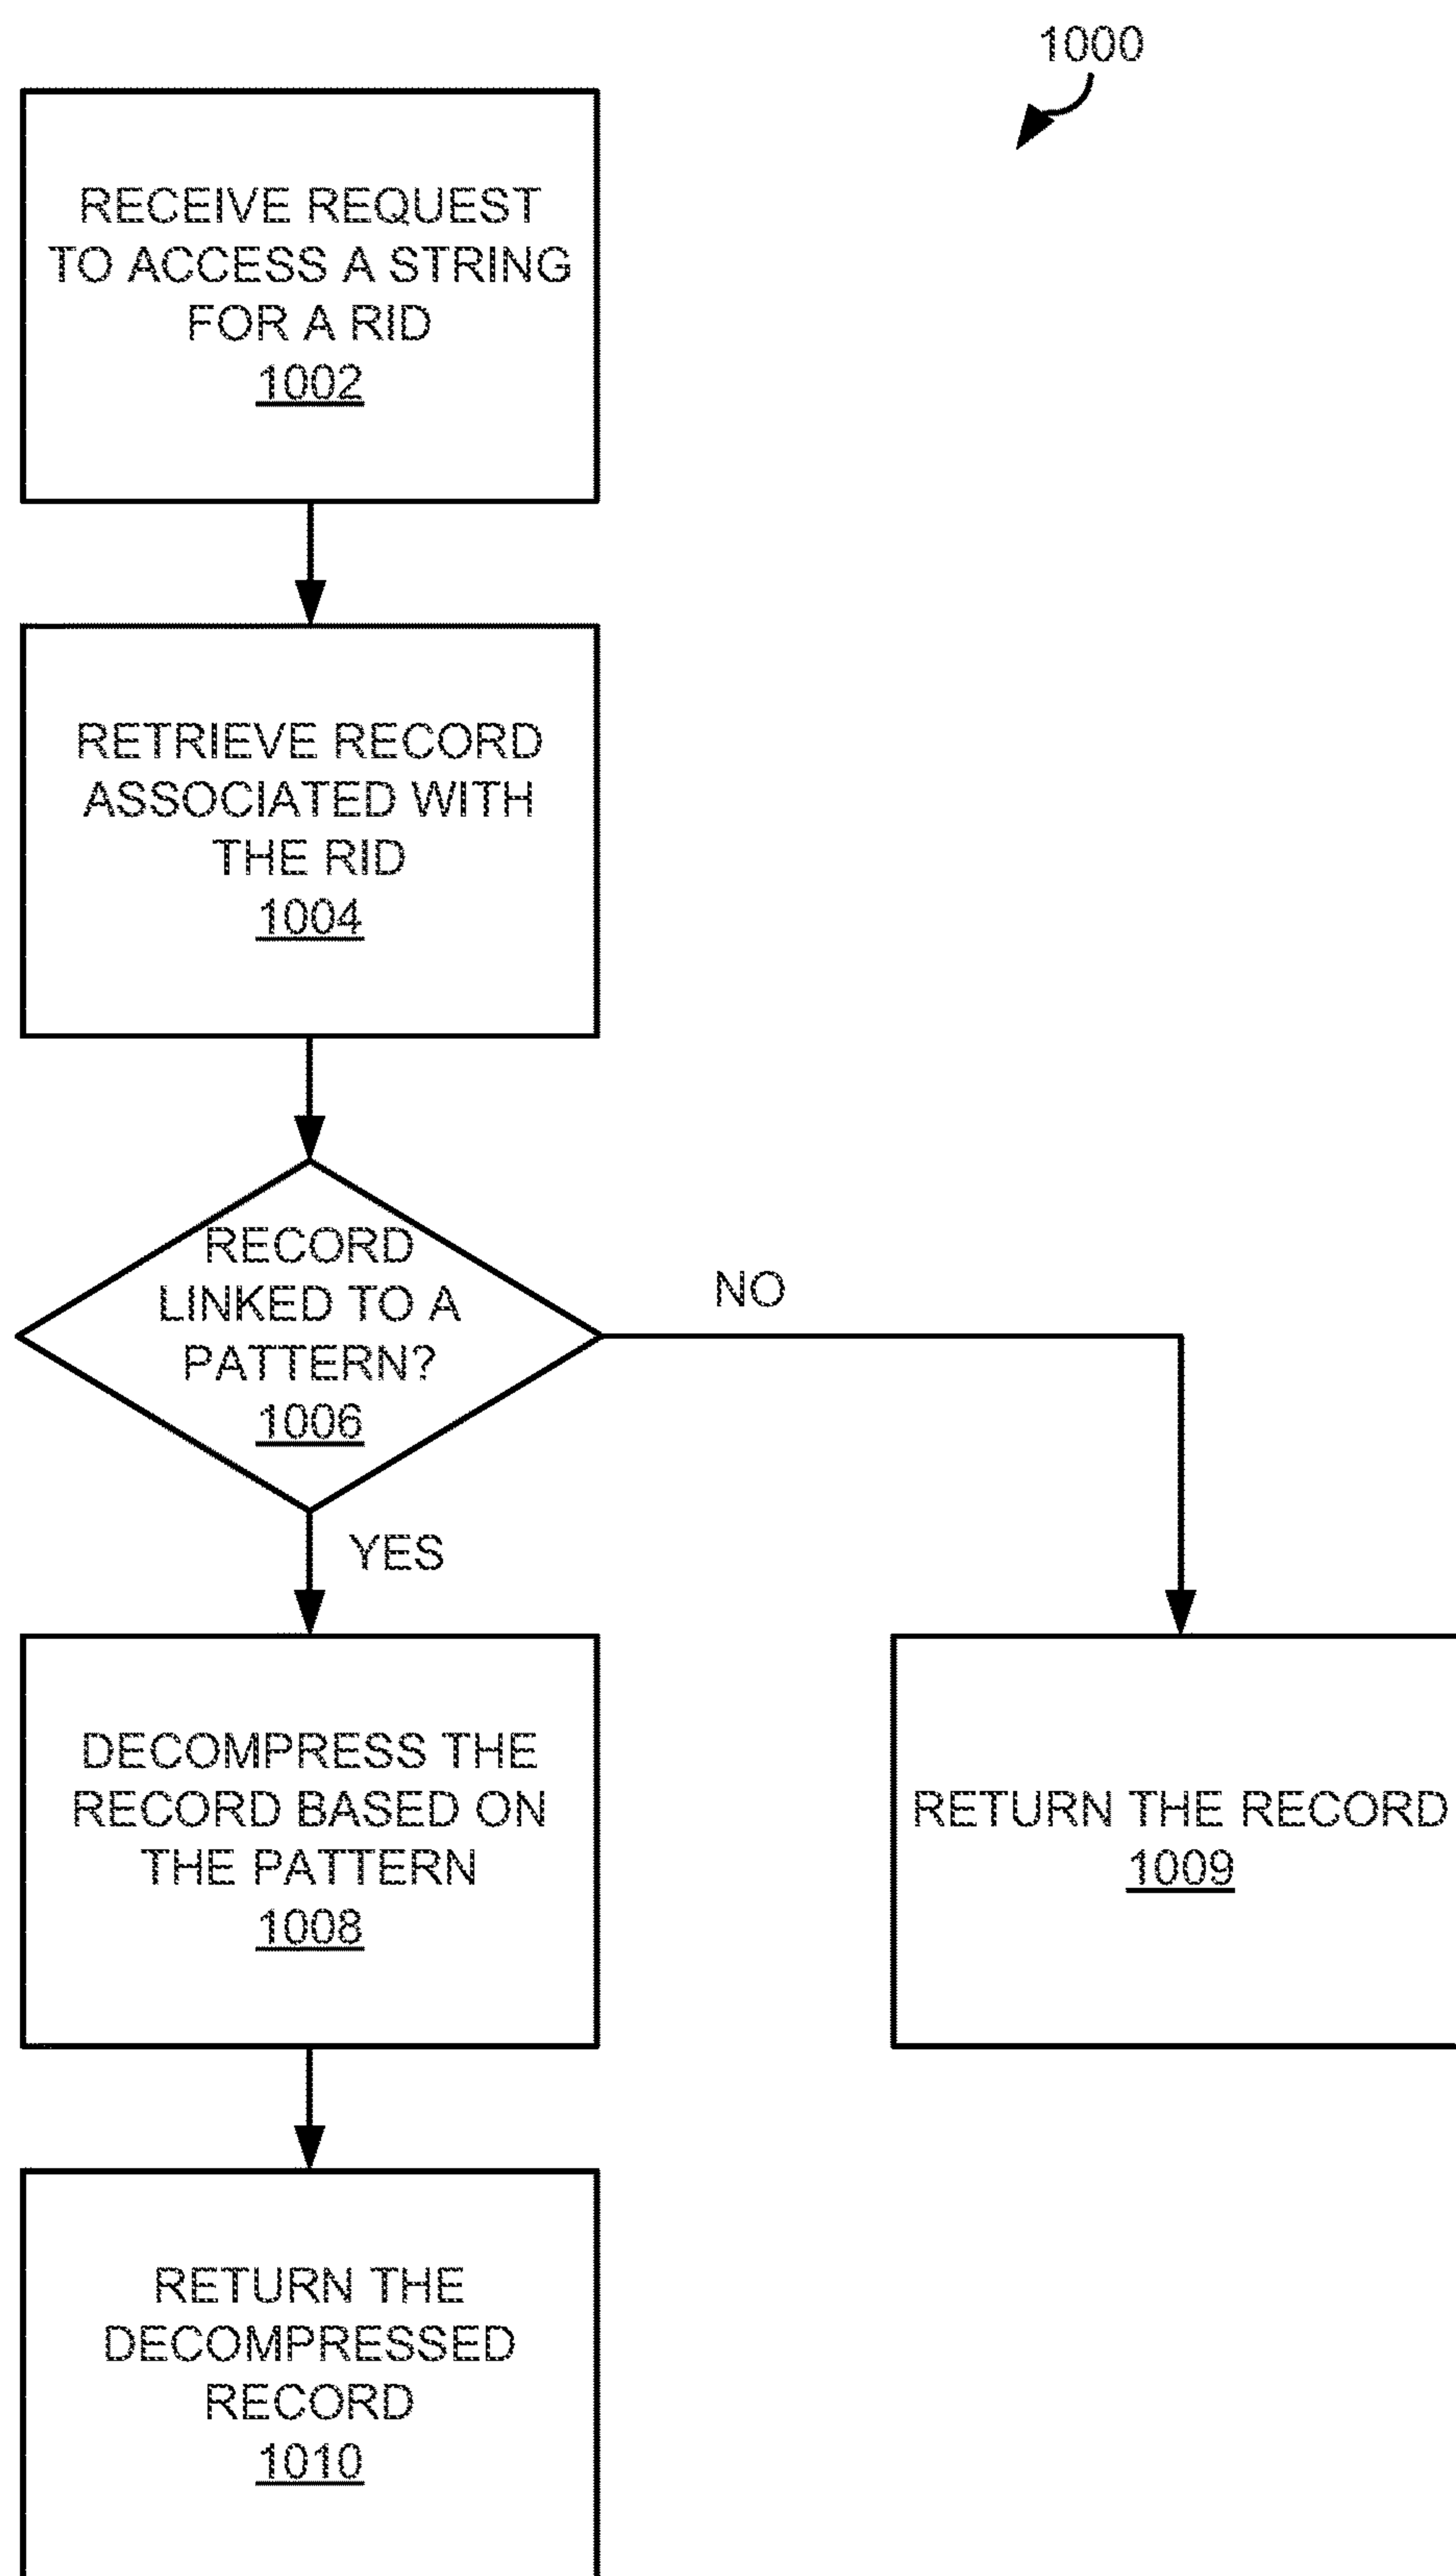 1000
RECEIVE REQUEST
TO ACCESS A STRING
FOR A RID
1002
RETRIEVE RECORD
ASSOCIATED WITH
THE RID
1004
RECORD
LINKED TO A
PATTERN?
1006
NO
YES
DECOMPRESS THE
RECORD BASED ON
THE PATTERN
1008
RETURN THE RECORD
1009
RETURN THE
DECOMPRESSED
RECORD
1010